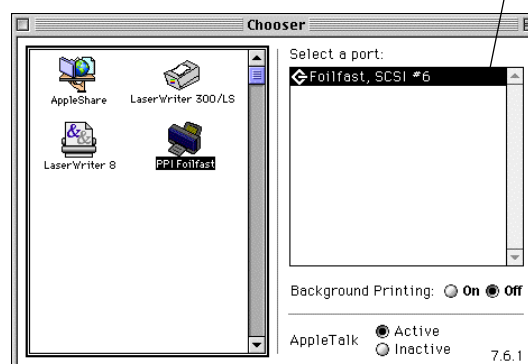 Chooser
AppleShare
LaserWriter 300/LS
LaserWriter 8
PPI Foilfast
Select a port:
Foilfast, SCSI #6
Background Printing: On Off
AppleTalk Active
Inactive
7.6.1